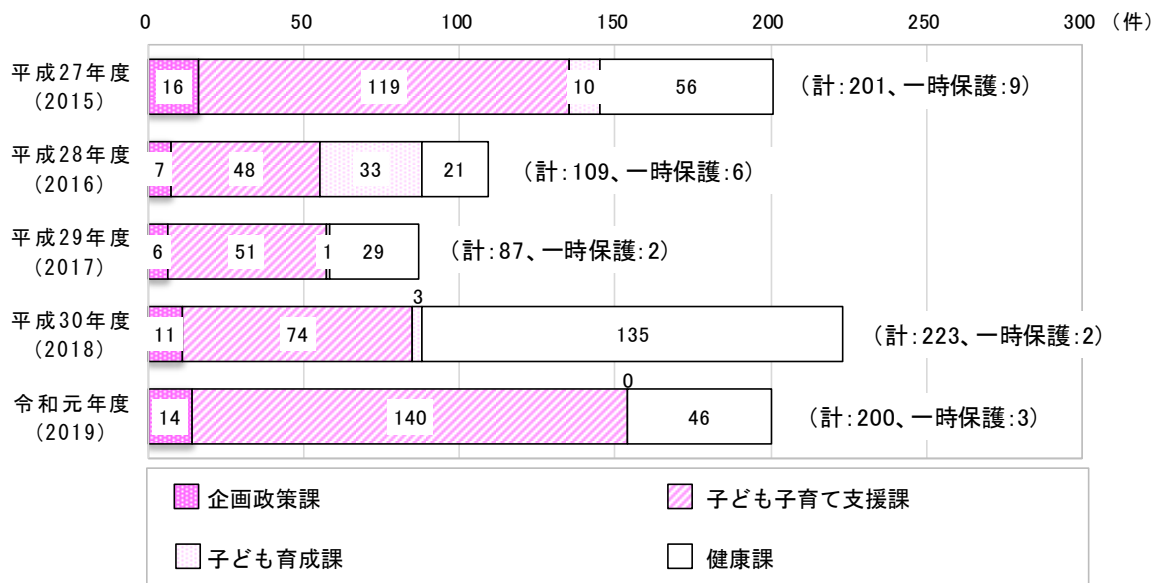 0 50 100 150 200 250 300 （件）
平成27年度
（2015）
16 119 10 56 （計：201、一時保護：9）
平成28年度
（2016）
7 48 33 21 （計：109、一時保護：6）
平成29年度
（2017）
6 51 1 29 （計：87、一時保護：2）
3
平成30年度
（2018）
11 74 135 （計：223、一時保護：2）
0
令和元年度
（2019）
14 140 46 （計：200、一時保護：3）
企画政策課 子ども子育て支援課
子ども育成課 健康課